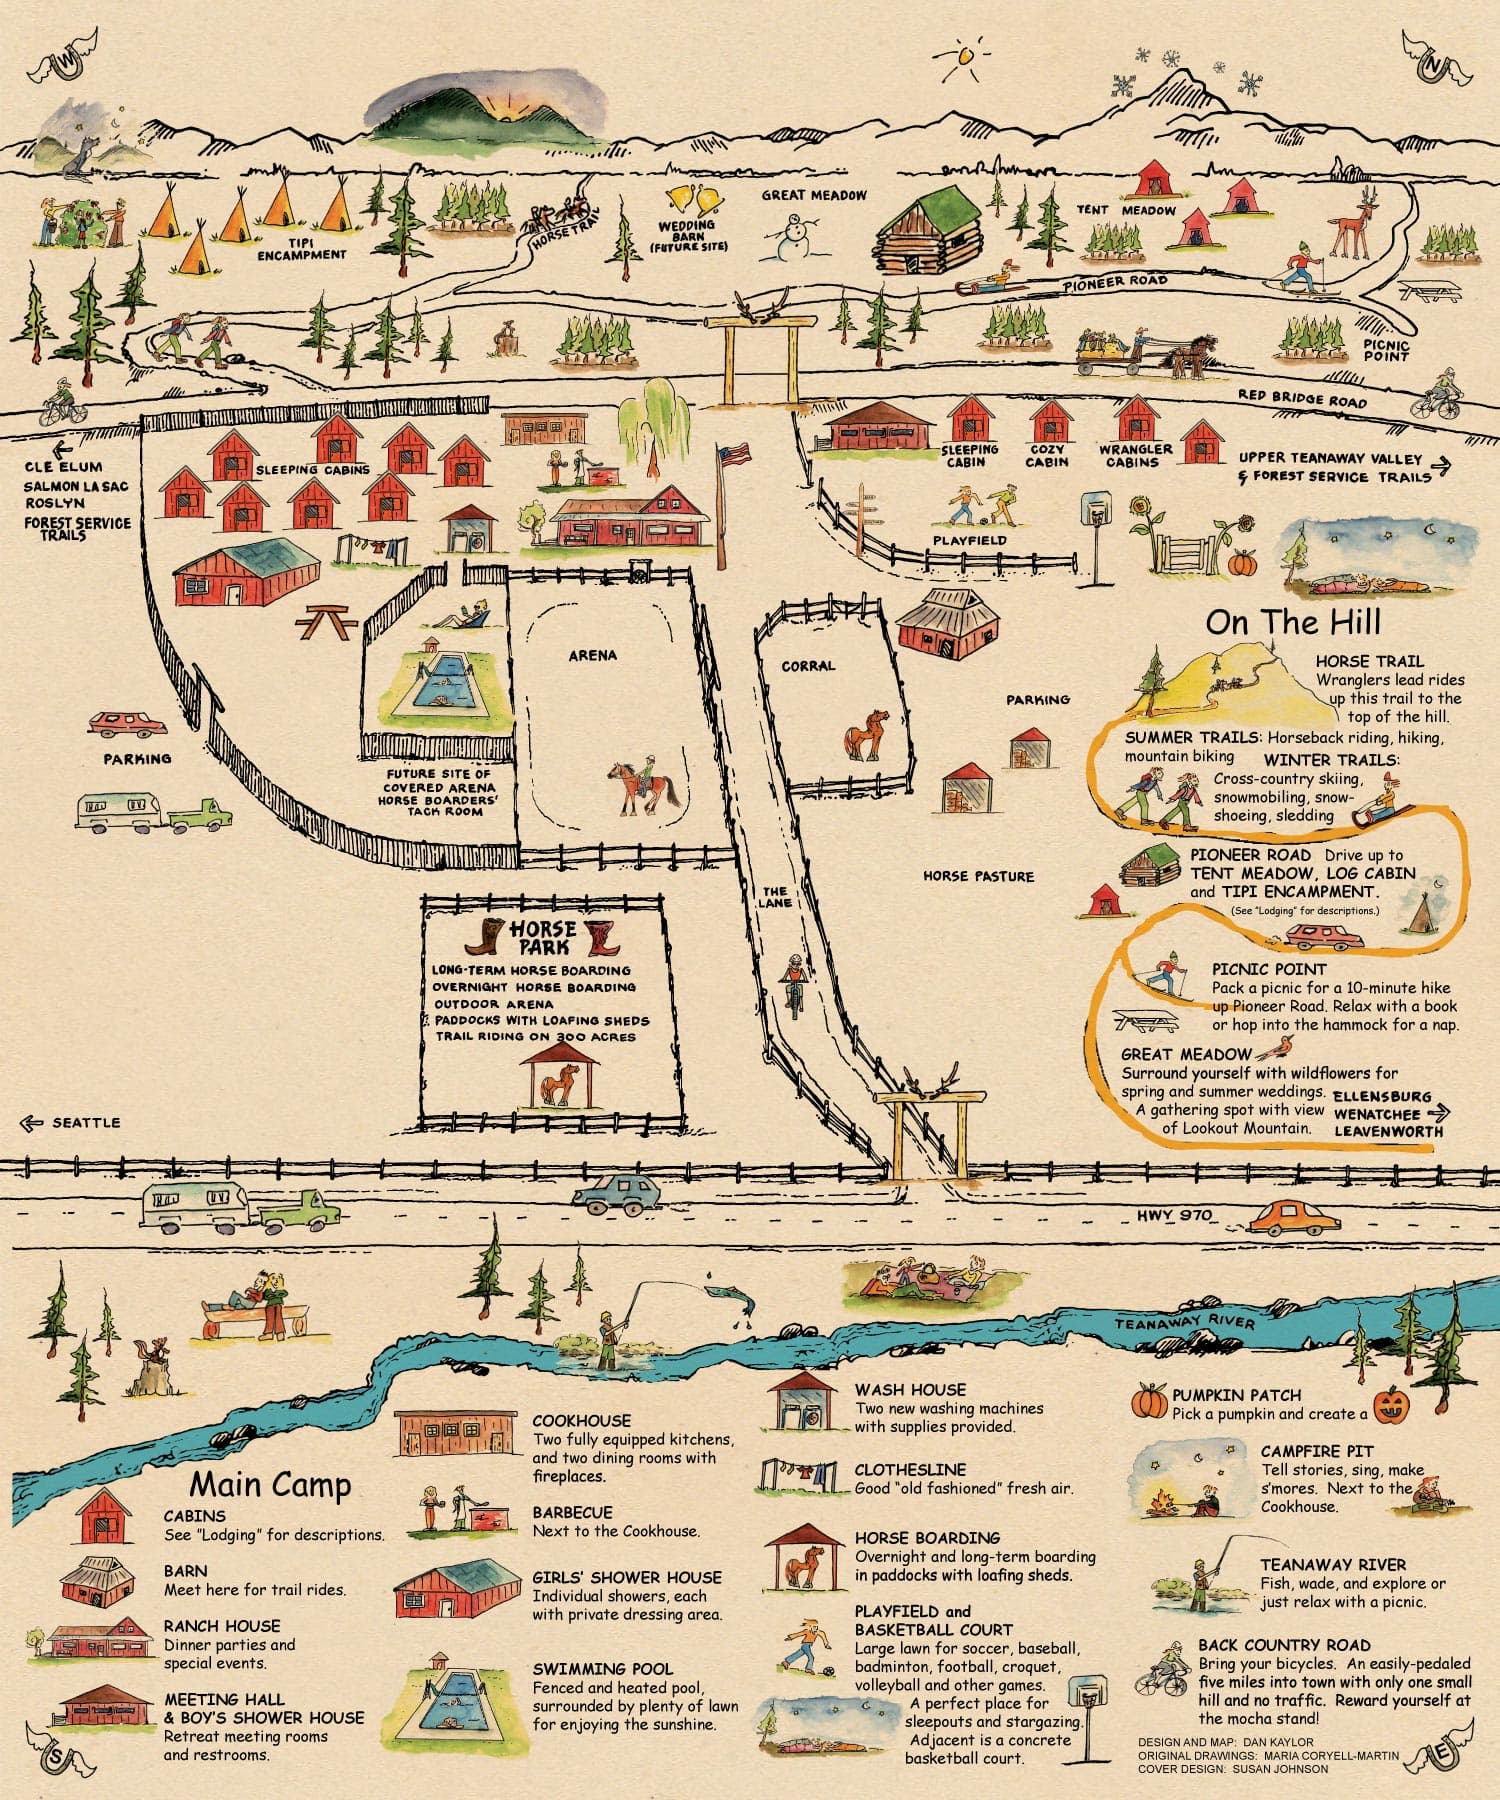 W
N
GREAT MEADOW
TENT MEADOW
WEDDING
BARN
(FUTURE SITE)
HORSE TRAIL
TIPI
ENCAMPMENT
PIONEER ROAD
PICNIC
POINT
RED BRIDGE ROAD
CLE ELUM
SALMON LA SAC
ROSLYN
FOREST SERVICE
TRAILS
SLEEPING CABINS
SLEEPING
CABIN
COZY
CABIN
WRANGLER
CABINS
UPPER TEANAWAY VALLEY
& FOREST SERVICE TRAILS
PLAYFIELD
ARENA
CORRAL
PARKING
PARKING
FUTURE SITE OF
COVERED ARENA
HORSE BOARDERS'
TACK ROOM
HORSE PASTURE
THE
LANE
HORSE
PARK
LONG-TERM HORSE BOARDING
OVERNIGHT HORSE BOARDING
OUTDOOR ARENA
PADDOCKS WITH LOAFING SHEDS
TRAIL RIDING ON 300 ACRES
SEATTLE
On The Hill
HORSE TRAIL
Wranglers lead rides
up this trail to the
top of the hill.
SUMMER TRAILS: Horseback riding, hiking,
mountain biking
WINTER TRAILS:
Cross-country skiing,
snowmobiling, snow-
shoeing, sledding
PIONEER ROAD Drive up to
TENT MEADOW, LOG CABIN
and TIPI ENCAMPMENT.
(See "Lodging" for descriptions.)
PICNIC POINT
Pack a picnic for a 10-minute hike
up Pioneer Road. Relax with a book
or hop into the hammock for a nap.
GREAT MEADOW
Surround yourself with wildflowers for
spring and summer weddings.
A gathering spot with view
of Lookout Mountain.
ELLENSBURG
WENATCHEE
LEAVENWORTH
HWY 970
TEANAWAY RIVER
Main Camp
CABINS
See "Lodging" for descriptions.
BARN
Meet here for trail rides.
RANCH HOUSE
Dinner parties and
special events.
MEETING HALL
& BOY'S SHOWER HOUSE
Retreat meeting rooms
and restrooms.
COOKHOUSE
Two fully equipped kitchens,
and two dining rooms with
fireplaces.
BARBECUE
Next to the Cookhouse.
GIRLS' SHOWER HOUSE
Individual showers, each
with private dressing area.
SWIMMING POOL
Fenced and heated pool,
surrounded by plenty of lawn
for enjoying the sunshine.
WASH HOUSE
Two new washing machines
with supplies provided.
CLOTHESLINE
Good "old fashioned" fresh air.
HORSE BOARDING
Overnight and long-term boarding
in paddocks with loafing sheds.
PLAYFIELD and
BASKETBALL COURT
Large lawn for soccer, baseball,
badminton, football, croquet,
volleyball and other games.
A perfect place for
sleepouts and stargazing.
Adjacent is a concrete
basketball court.
PUMPKIN PATCH
Pick a pumpkin and create a
CAMPFIRE PIT
Tell stories, sing, make
s'mores. Next to the
Cookhouse.
TEANAWAY RIVER
Fish, wade, and explore or
just relax with a picnic.
BACK COUNTRY ROAD
Bring your bicycles. An easily-pedaled
five miles into town with only one small
hill and no traffic. Reward yourself at
the mocha stand!
DESIGN AND MAP: DAN KAYLOR
ORIGINAL DRAWINGS: MARIA CORYELL-MARTIN
COVER DESIGN: SUSAN JOHNSON
S
E